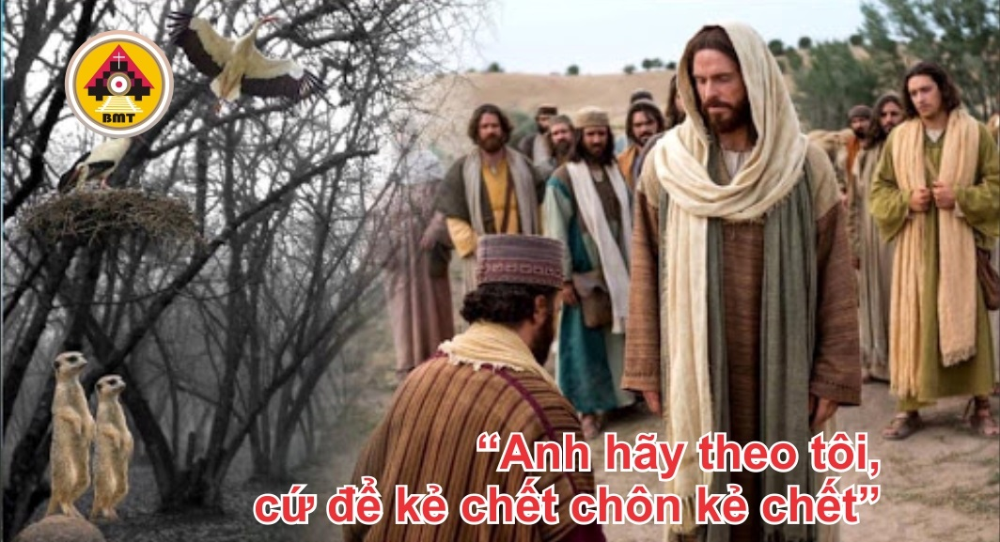 BMT
“Anh hãy theo tôi,
cứ để kẻ chết chôn kẻ chết”